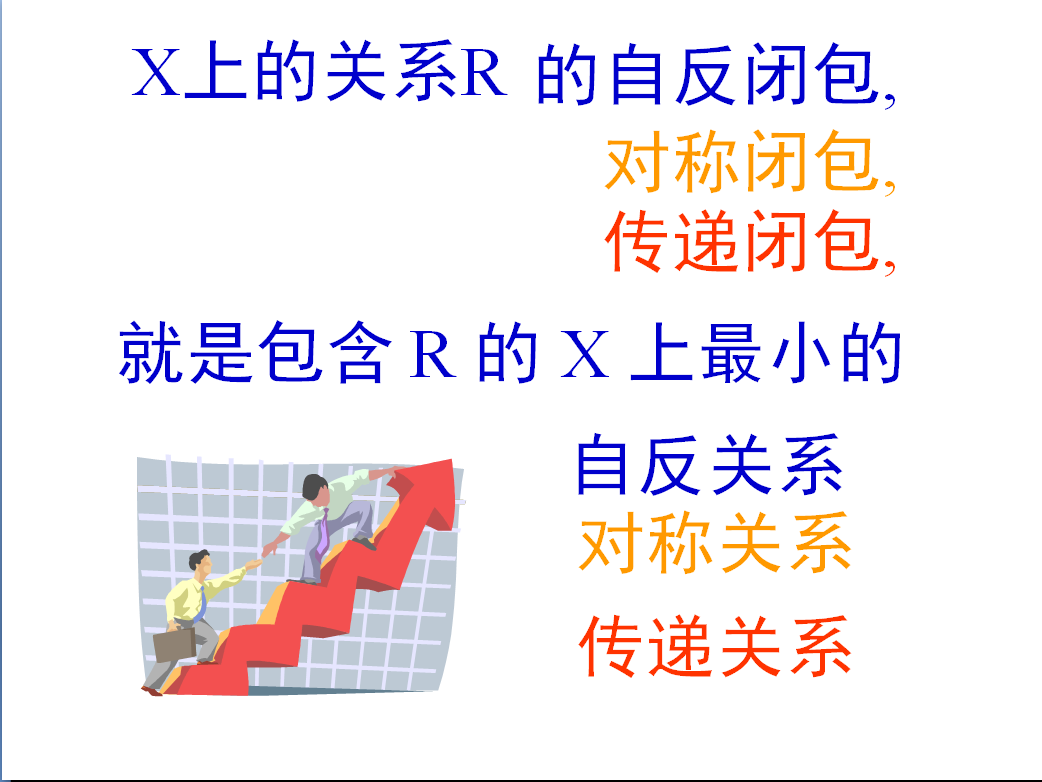 X上的关系R 的自反闭包,
对称闭包,
传递闭包,
就是包含 R 的 X 上最小的
自反关系
对称关系
传递关系